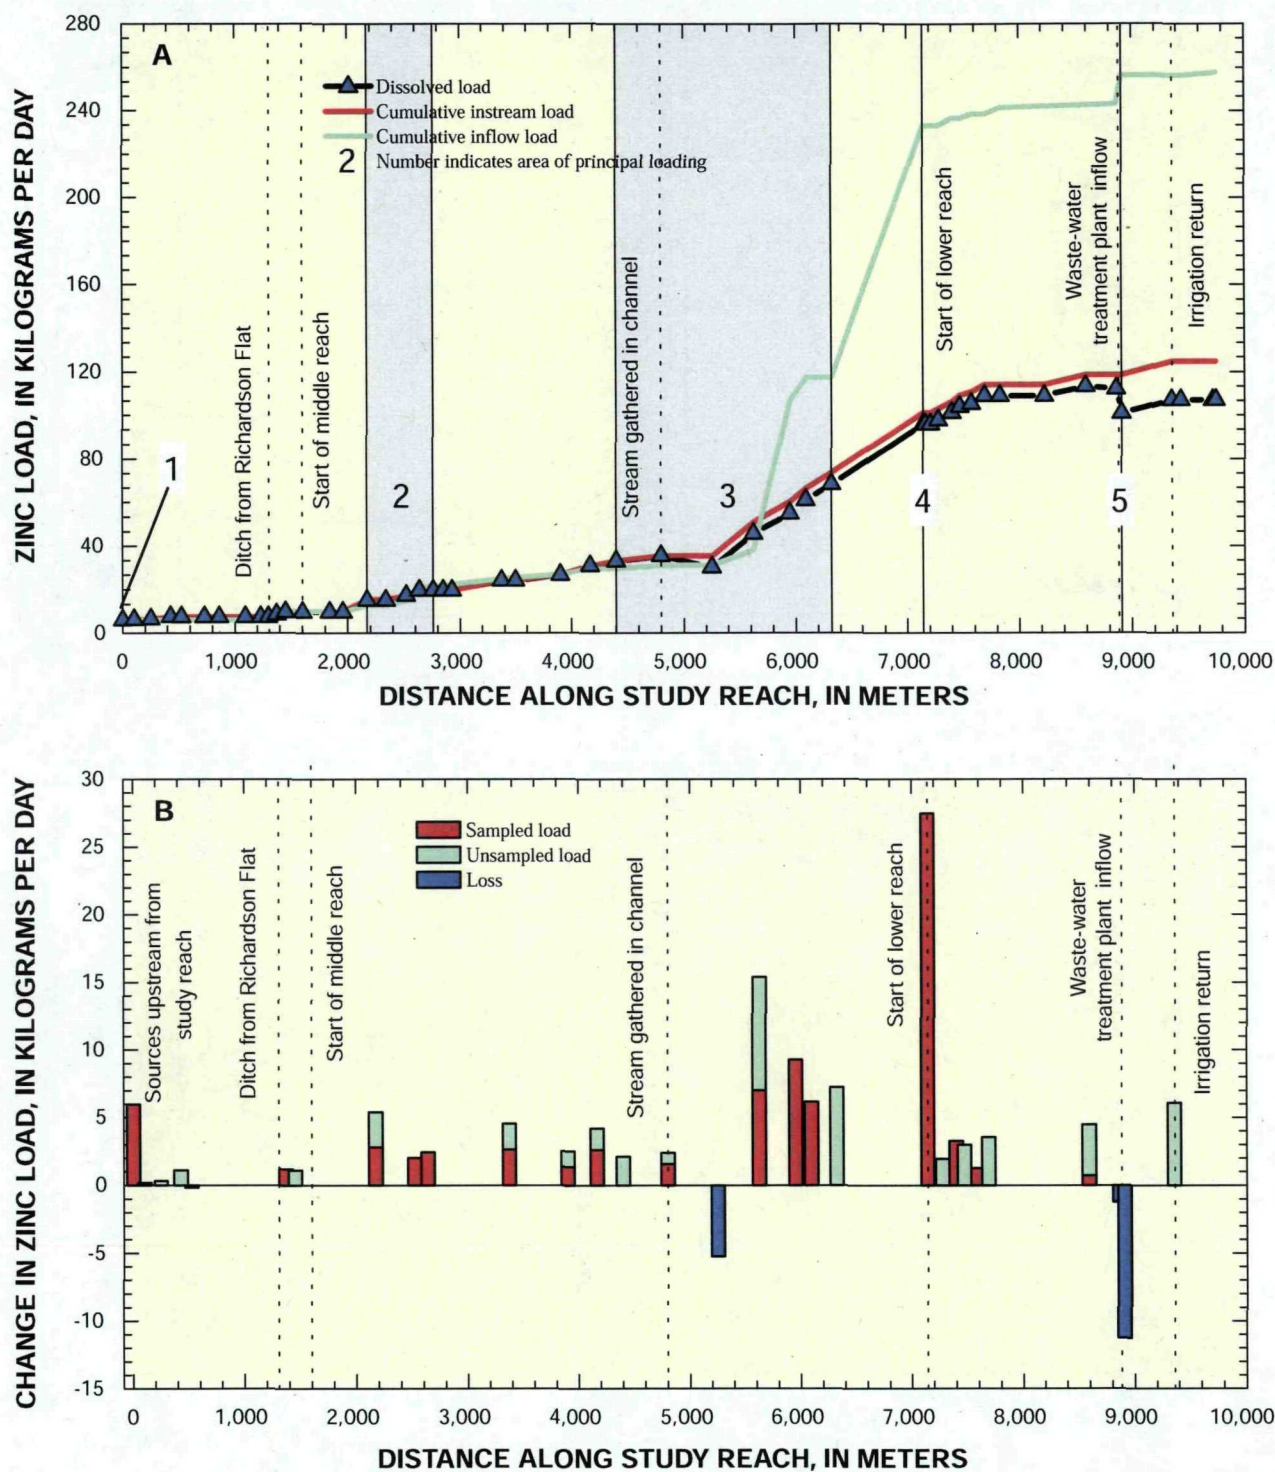 A
ZINC LOAD, IN KILOGRAMS PER DAY
280
240
200
160
120
80
40
0
Dissolved load
Cumulative instream load
Cumulative inflow load
2 Number indicates area of principal loading
1
Ditch from Richardson Flat
Start of middle reach
2
Stream gathered in channel
3
Start of lower reach
4
Waste-water
treatment plant inflow
5
Irrigation return
0 1,000 2,000 3,000 4,000 5,000 6,000 7,000 8,000 9,000 10,000
DISTANCE ALONG STUDY REACH, IN METERS
B
CHANGE IN ZINC LOAD, IN KILOGRAMS PER DAY
30
25
20
15
10
5
0
-5
-10
-15
Sampled load
Unsampled load
Loss
Sources upstream from
study reach
Ditch from Richardson Flat
Start of middle reach
Stream gathered in channel
Start of lower reach
Waste-water
treatment plant inflow
Irrigation return
0 1,000 2,000 3,000 4,000 5,000 6,000 7,000 8,000 9,000 10,000
DISTANCE ALONG STUDY REACH, IN METERS